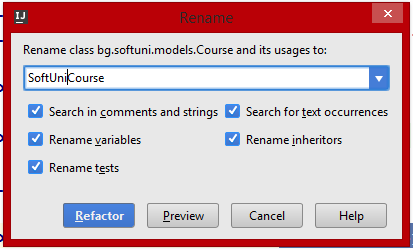 IJ
Rename
Rename class bg.softuni.models.Course and its usages to:
SoftUniCourse
Search in comments and strings Search for text occurrences
Rename variables Rename inheritors
Rename tests
Refactor Preview Cancel Help